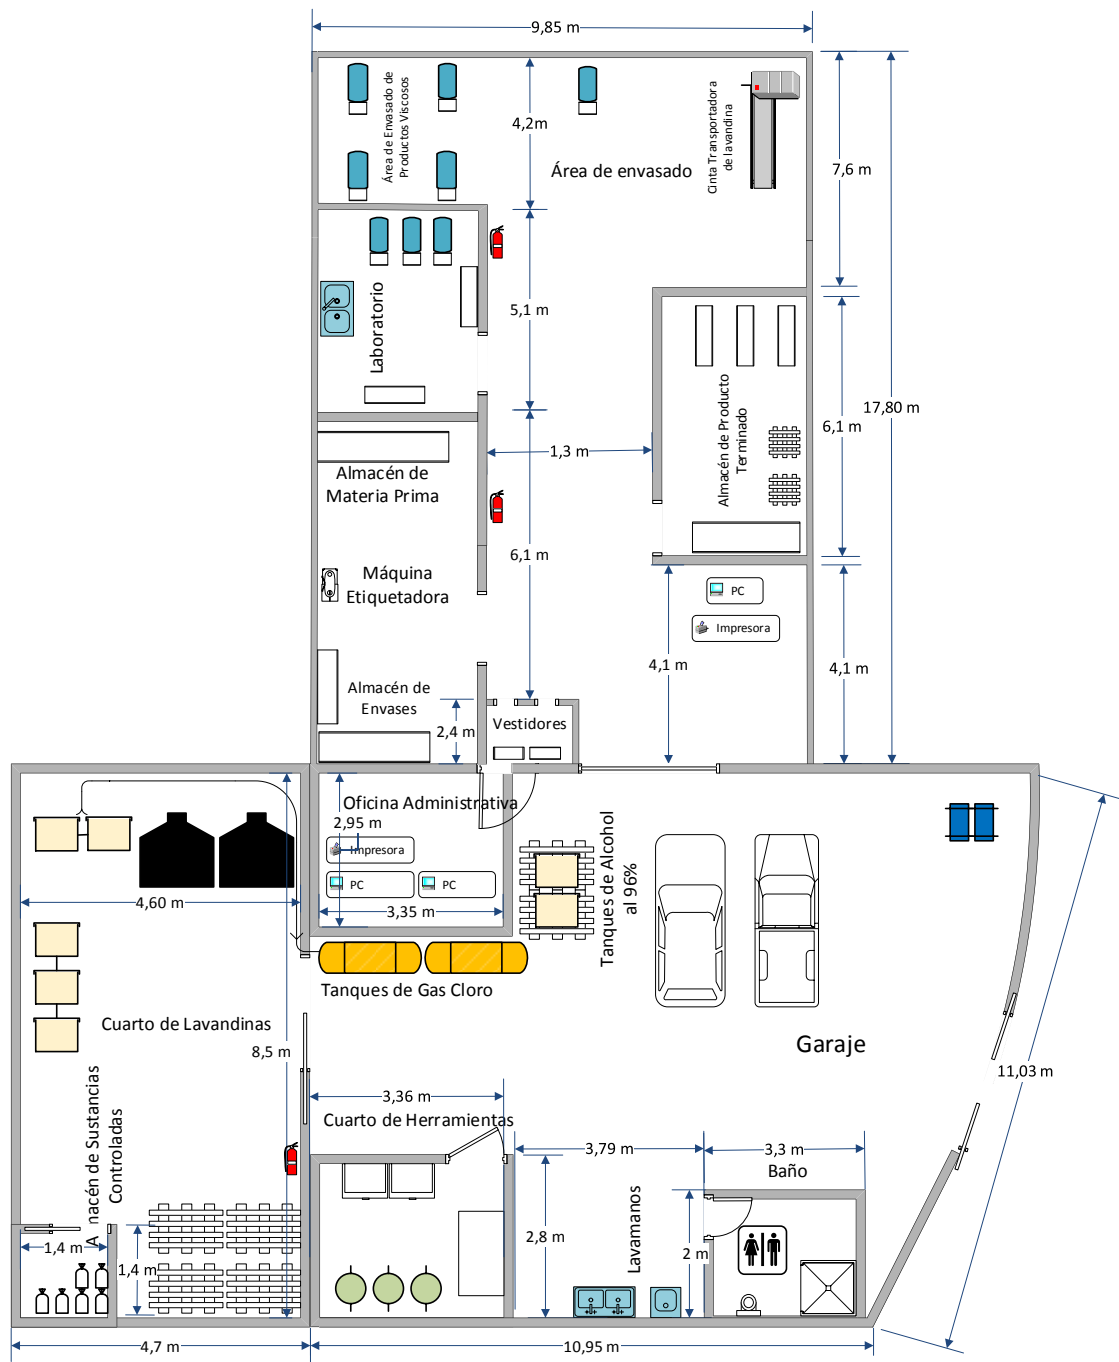 9,85 m
Área de Envasado de
Productos Viscosos
4,2m
Cinta Transportadora
de lavandina
Área de envasado
7,6 m
Laboratorio
5,1 m
17,80 m
Almacén de Producto
Terminado
6,1 m
1,3 m
Almacén de
Materia Prima
6,1 m
Máquina
Etiquetadora
PC
Impresora
4,1 m
4,1 m
Almacén de
Envases
2,4 m
Vestidores
Oficina Administrativa
2,95 m
Impresora
PC
PC
3,35 m
4,60 m
Tanques de Alcohol
al 96%
Tanques de Gas Cloro
Cuarto de Lavandinas
8,5 m
Garaje
11,03 m
3,36 m
Cuarto de Herramientas
3,79 m
3,3 m
Baño
A nacén de Sustancias
Controladas
Lavamanos
2,8 m
2 m
1,4 m
1,4 m
4,7 m
10,95 m